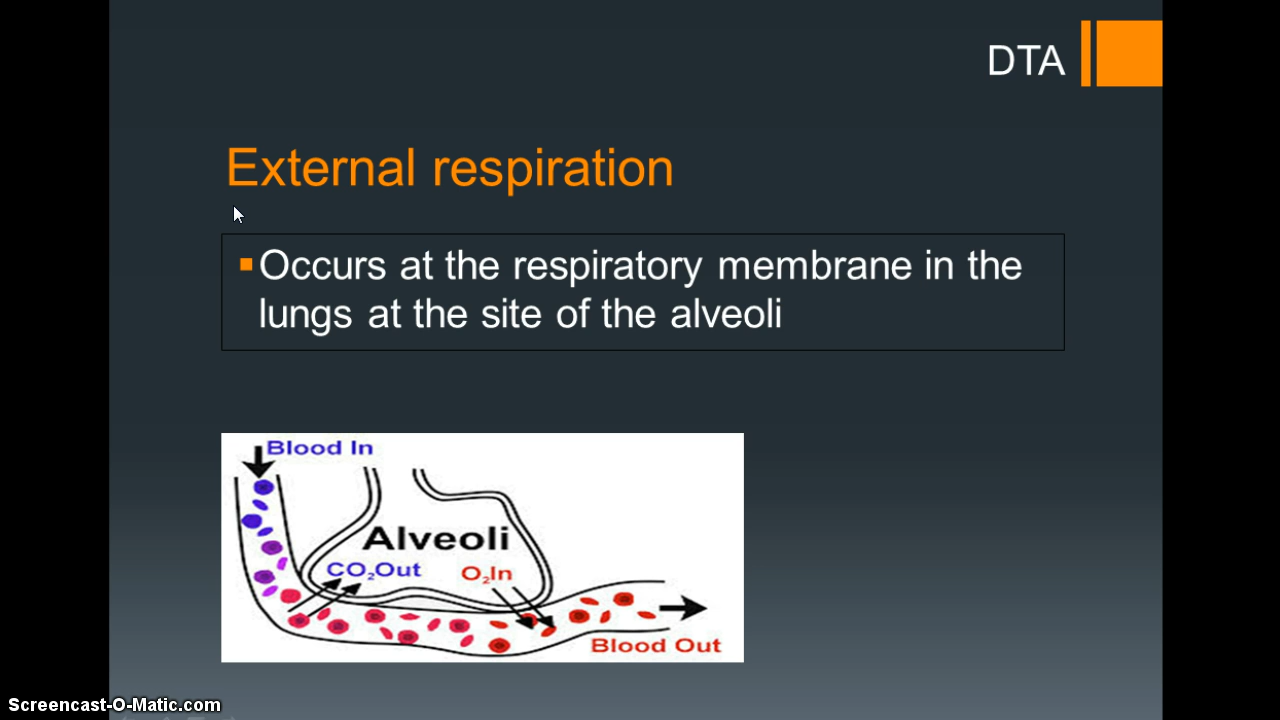 DTA
External respiration
Occurs at the respiratory membrane in the
lungs at the site of the alveoli
Blood In
Alveoli
CO₂Out
O₂In
Blood Out
Screencast-O-Matic.com